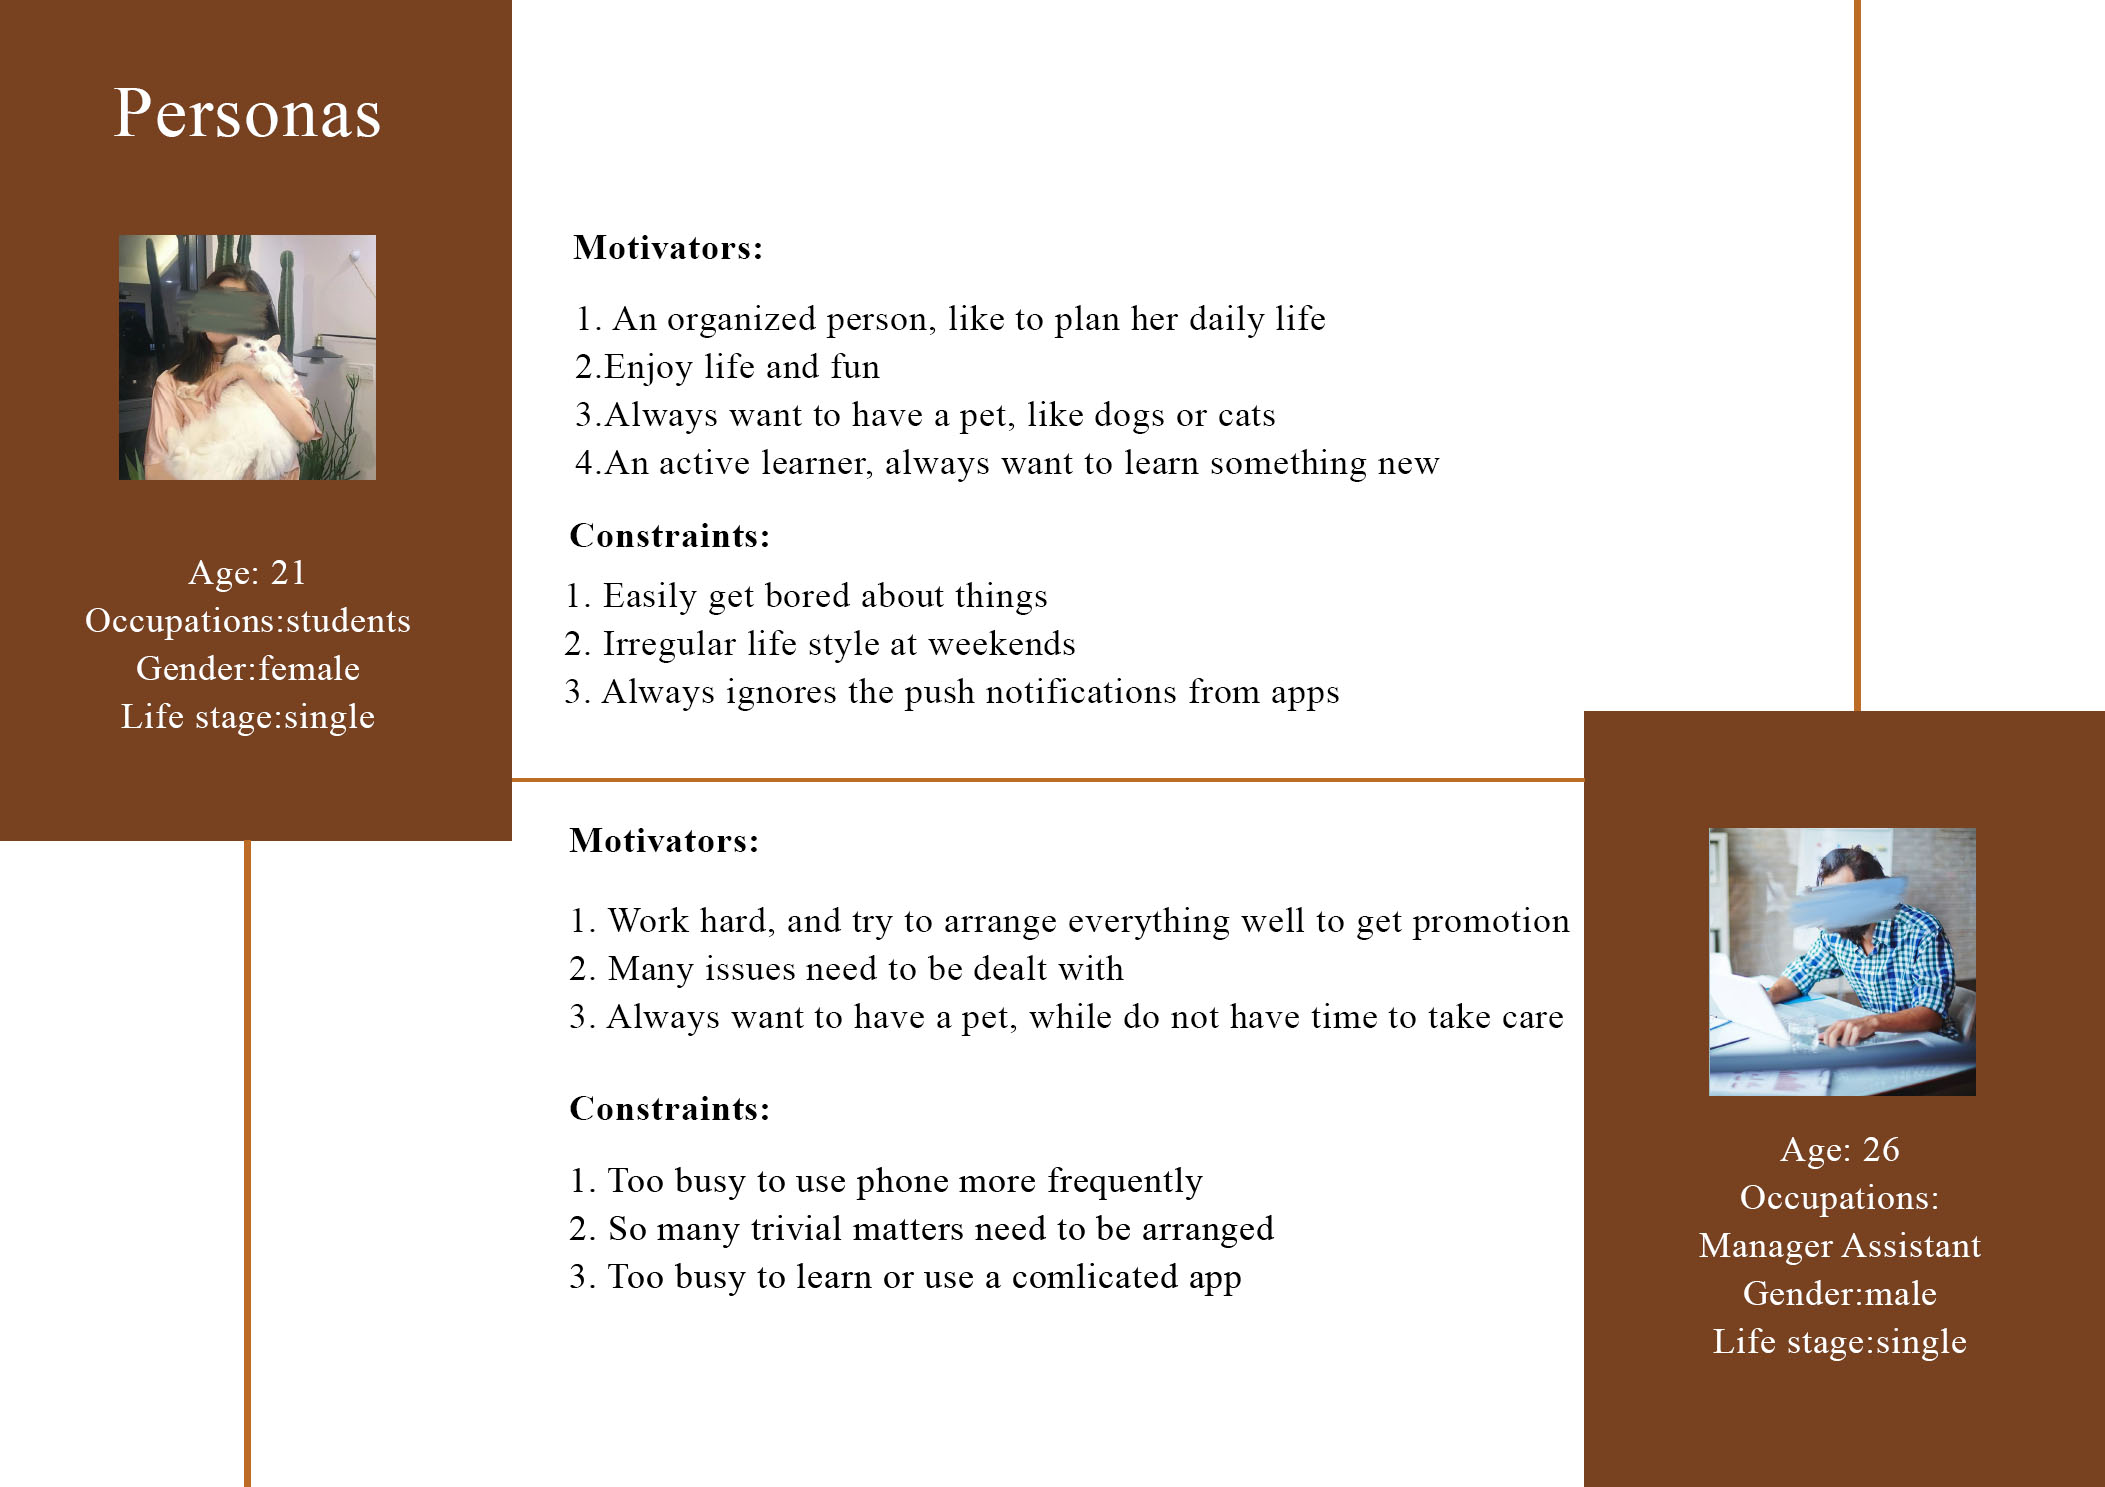 Personas
Age: 21
Occupations:students
Gender:female
Life stage:single
Motivators:
1. An organized person, like to plan her daily life
2.Enjoy life and fun
3.Always want to have a pet, like dogs or cats
4.An active learner, always want to learn something new
Constraints:
1. Easily get bored about things
2. Irregular life style at weekends
3. Always ignores the push notifications from apps
Motivators:
1. Work hard, and try to arrange everything well to get promotion
2. Many issues need to be dealt with
3. Always want to have a pet, while do not have time to take care
Constraints:
1. Too busy to use phone more frequently
2. So many trivial matters need to be arranged
3. Too busy to learn or use a comlicated app
Age: 26
Occupations:
Manager Assistant
Gender:male
Life stage:single